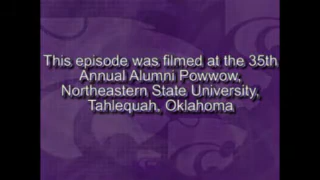 This episode was filmed at the 35th
Annual Alumni Powwow,
Northeastern State University,
Tahlequah, Oklahoma